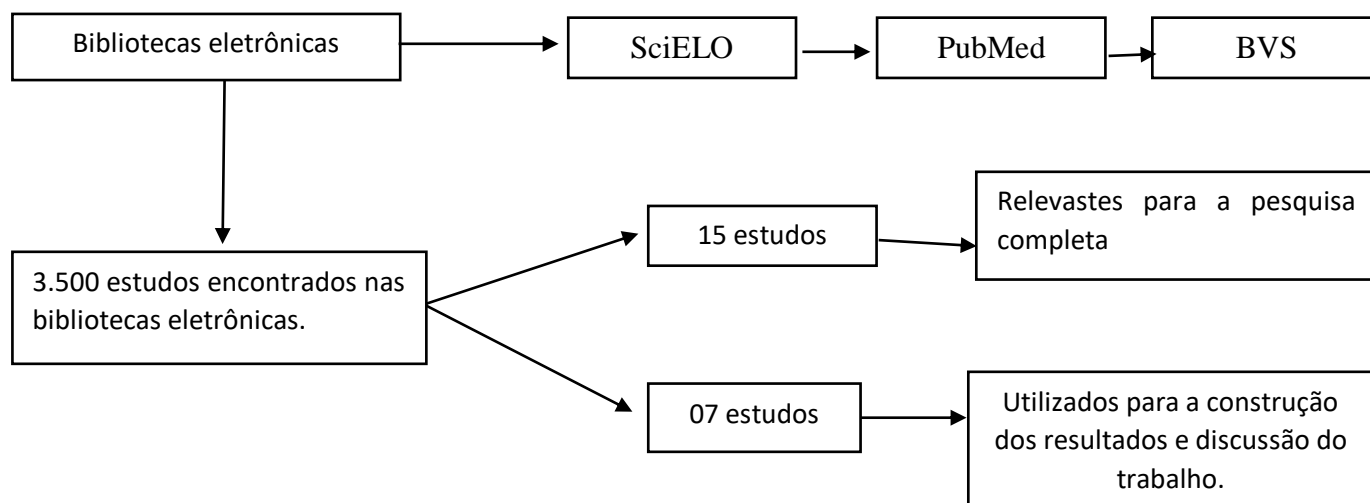 Bibliotecas eletrônicas
SciELO
PubMed
BVS
3.500 estudos encontrados nas
bibliotecas eletrônicas.
15 estudos
Relevastes para a pesquisa
completa
07 estudos
Utilizados para a construção
dos resultados e discussão do
trabalho.